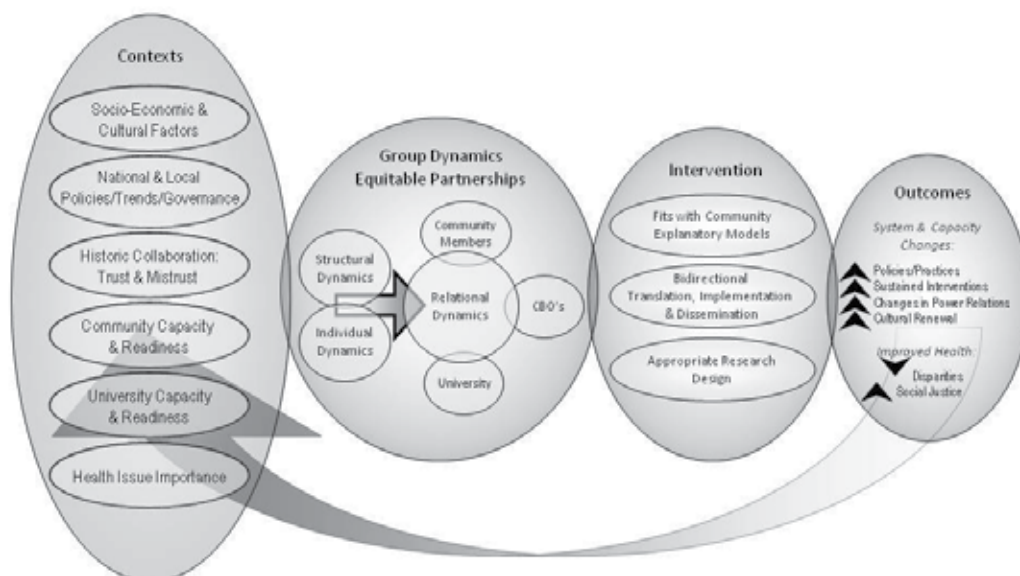 Contexts
Socio-Economic &
Cultural Factors
National & Local
Policies/Trends/Governance
Historic Collaboration:
Trust & Mistrust
Community Capacity
& Readiness
University Capacity
& Readiness
Health Issue Importance
Group Dynamics
Equitable Partnerships
Structural
Dynamics
Individual
Dynamics
Community
Members
Relational
Dynamics
CBO's
University
Intervention
Fits with Community
Explanatory Models
Bidirectional
Translation, Implementation
& Dissemination
Appropriate Research
Design
Outcomes
System & Capacity
Changes:
Policies/Practices
Sustained Interventions
Changes in Power Relations
Cultural Renewal
Improved Health:
Disparities
Social Justice